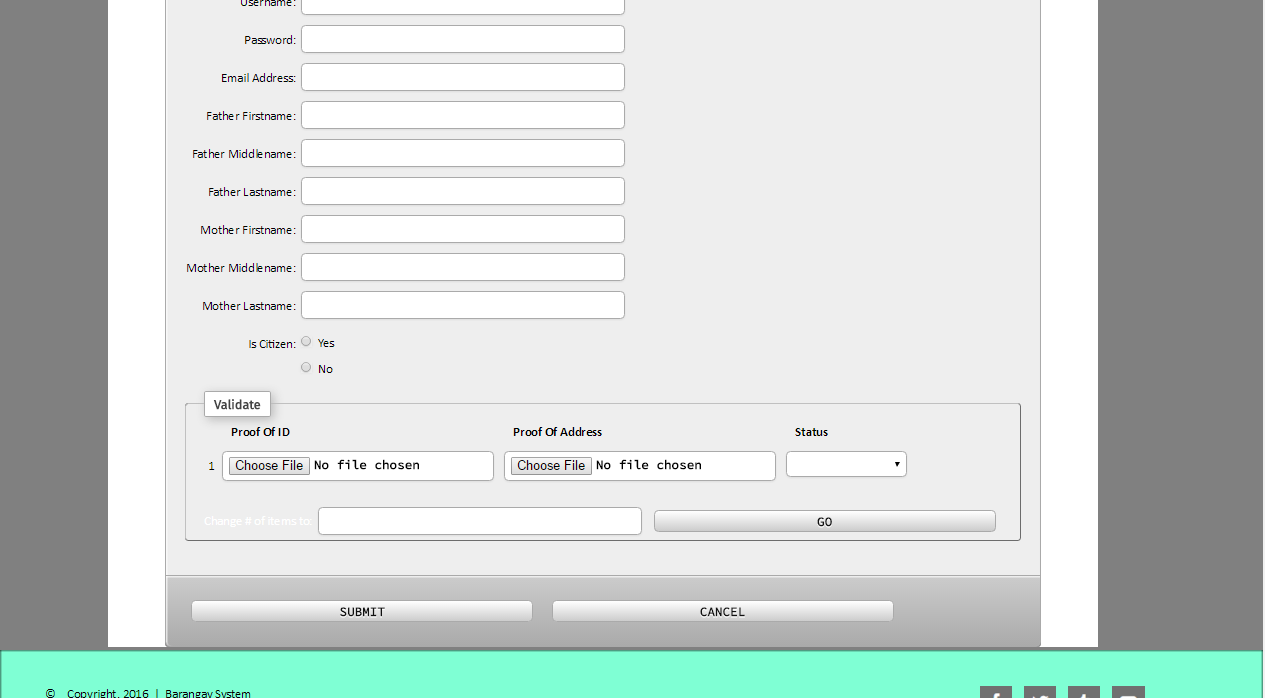 Username:
Password:
Email Address:
Father Firstname:
Father Middlename:
Father Lastname:
Mother Firstname:
Mother Middlename:
Mother Lastname:
Is Citizen: Yes
No
Validate
Proof Of ID Proof Of Address Status
1 Choose File No file chosen Choose File No file chosen
Change # of items to: GO
SUBMIT CANCEL
© Copyright, 2016 | Barangay System